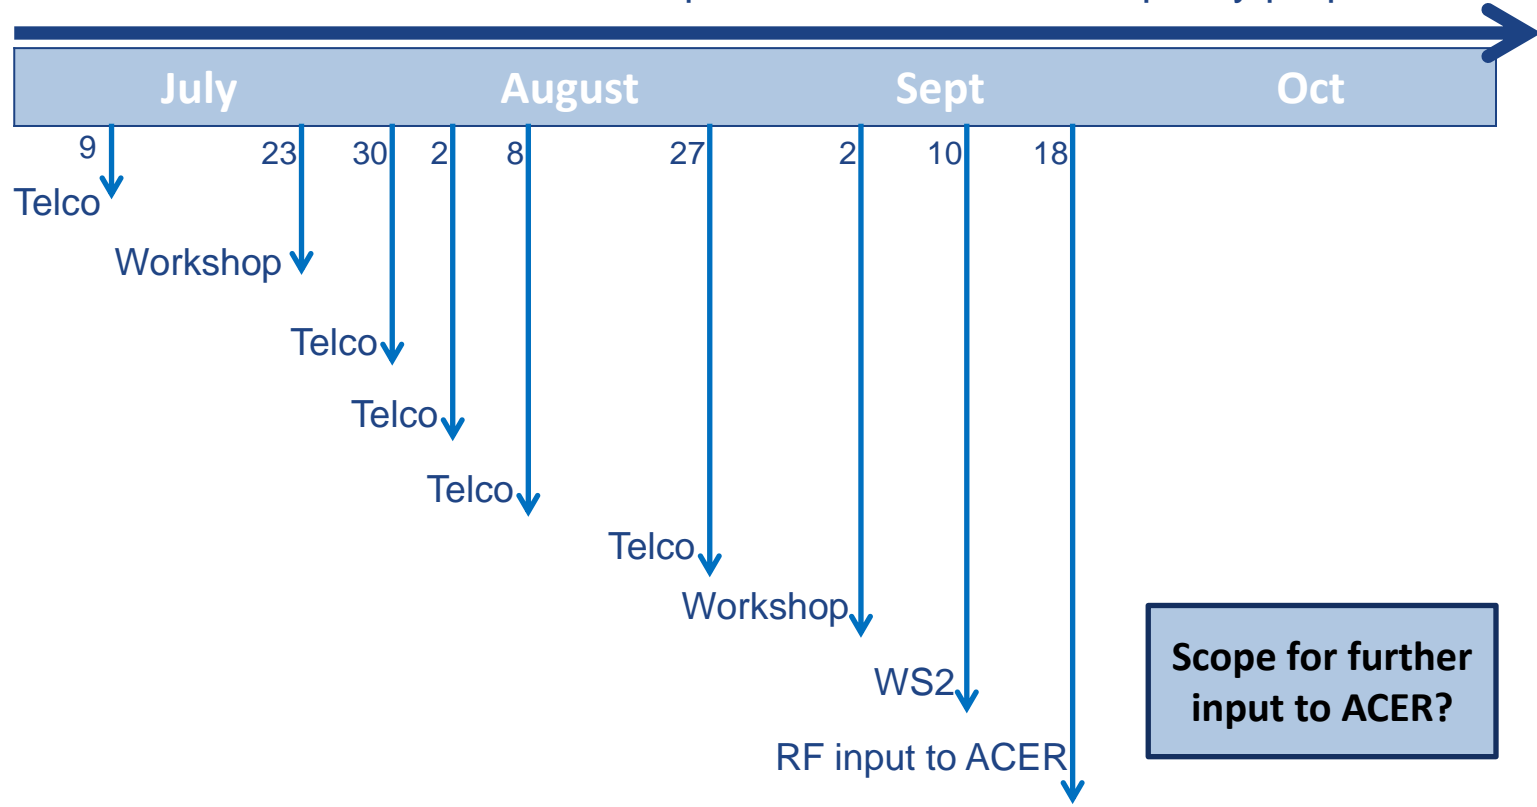 July August Sept Oct
9 23 30 2 8 27 2 10 18
Telco
Workshop
Telco
Telco
Telco
Telco
Workshop
WS2
RF input to ACER
Scope for further
input to ACER?